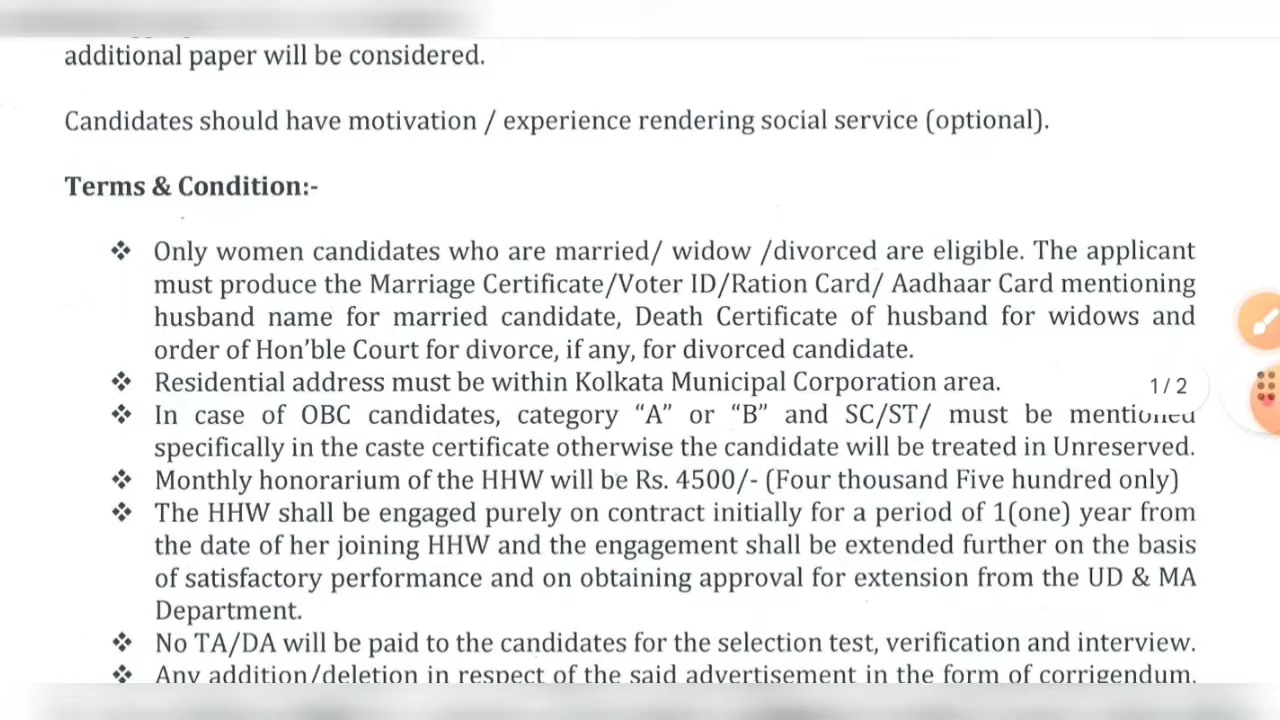 additional paper will be considered.
Candidates should have motivation / experience rendering social service (optional).
Terms & Condition:-
❖ Only women candidates who are married/ widow /divorced are eligible. The applicant
must produce the Marriage Certificate/Voter ID/Ration Card/ Aadhaar Card mentioning
husband name for married candidate, Death Certificate of husband for widows and
order of Hon'ble Court for divorce, if any, for divorced candidate.
❖ Residential address must be within Kolkata Municipal Corporation area.
1/2
❖ In case of OBC candidates, category “A” or “B” and SC/ST/ must be mentioned
specifically in the caste certificate otherwise the candidate will be treated in Unreserved.
❖ Monthly honorarium of the HHW will be Rs. 4500/- (Four thousand Five hundred only)
❖ The HHW shall be engaged purely on contract initially for a period of 1(one) year from
the date of her joining HHW and the engagement shall be extended further on the basis
of satisfactory performance and on obtaining approval for extension from the UD & MA
Department.
❖ No TA/DA will be paid to the candidates for the selection test, verification and interview.
❖ Any addition/deletion in respect of the said advertisement in the form of corrigendum,